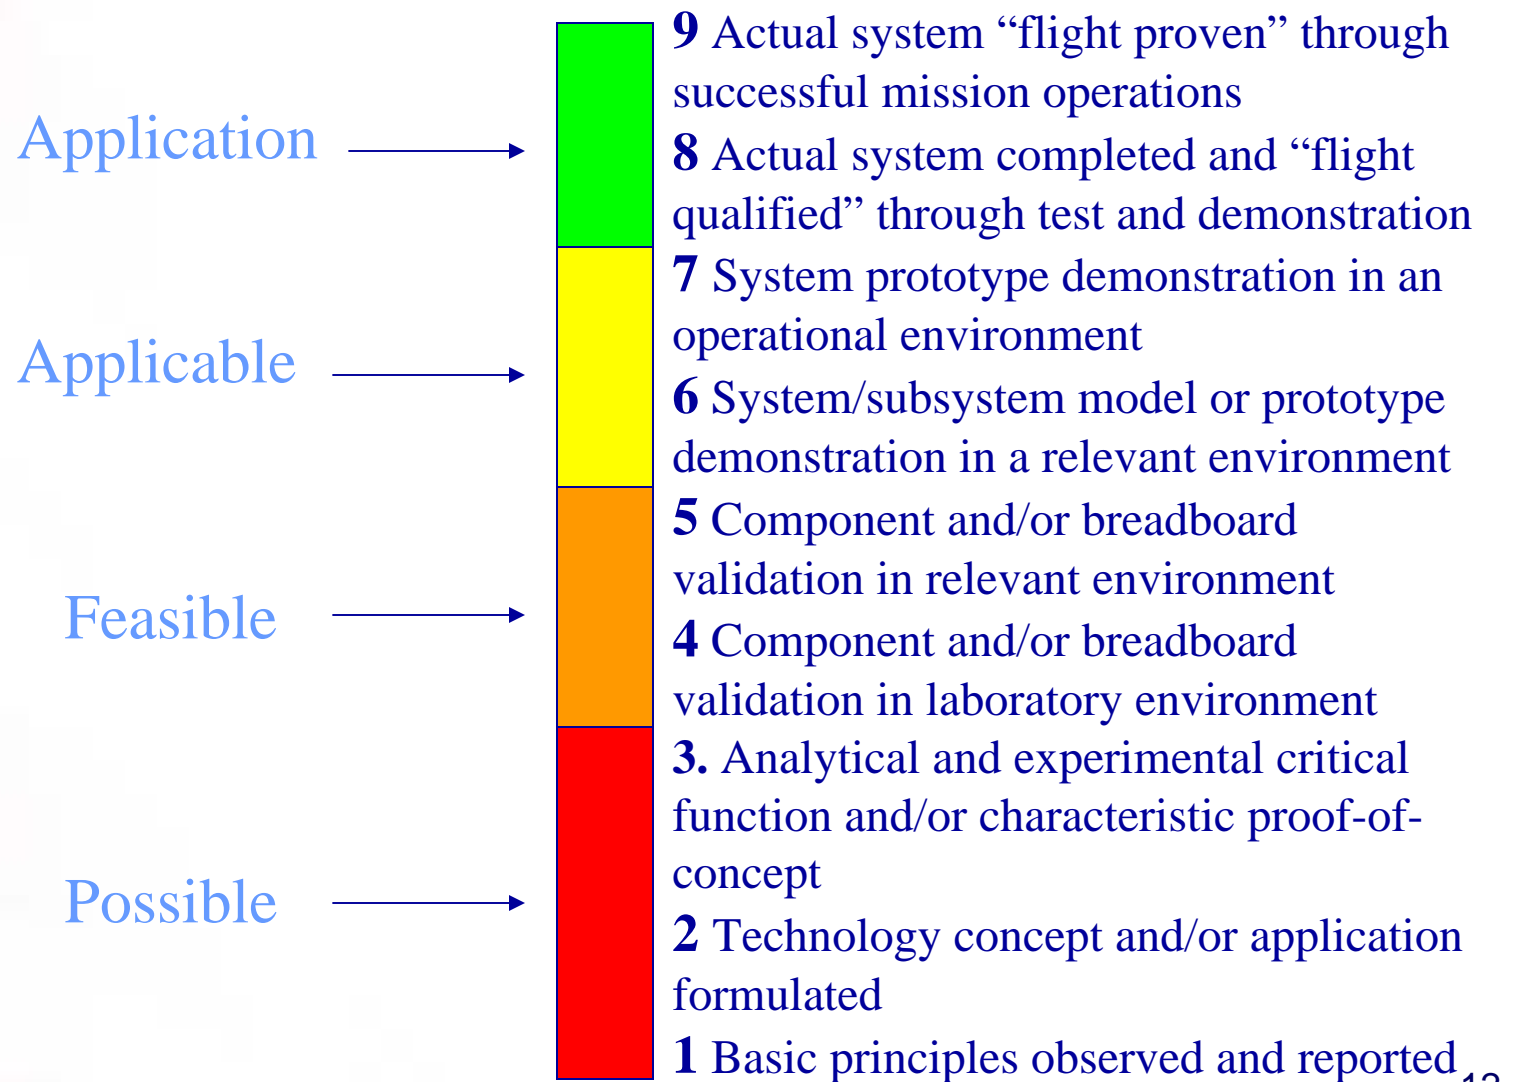 Application
Applicable
Feasible
Possible
9 Actual system “flight proven” through
successful mission operations
8 Actual system completed and “flight
qualified” through test and demonstration
7 System prototype demonstration in an
operational environment
6 System/subsystem model or prototype
demonstration in a relevant environment
5 Component and/or breadboard
validation in relevant environment
4 Component and/or breadboard
validation in laboratory environment
3. Analytical and experimental critical
function and/or characteristic proof-of-
concept
2 Technology concept and/or application
formulated
1 Basic principles observed and reported